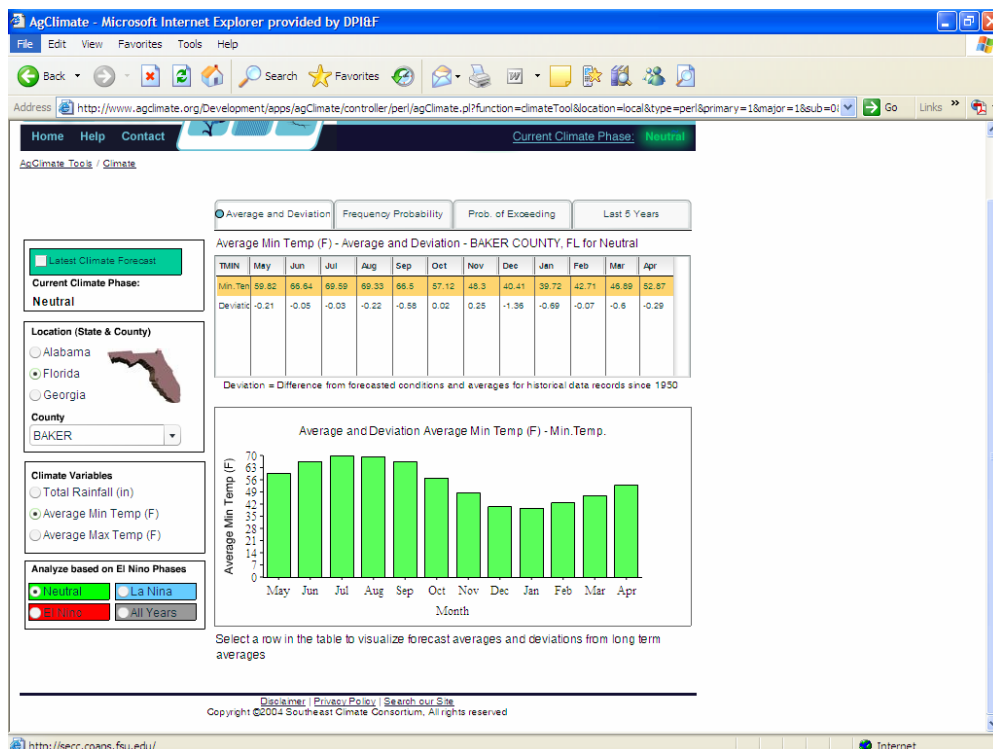 AgClimate - Microsoft Internet Explorer provided by DPI&F
File Edit View Favorites Tools Help
Back Search Favorites
Address http://www.agclimate.org/Development/apps/agClimate/controller/perl/agClimate.pl?function=climateTool&location=local&type=perl&primary=1&major=1&sub=0 Go Links »
Home Help Contact Current Climate Phase: Neutral
AgClimate Tools / Climate
Average and Deviation Frequency Probability Prob. of Exceeding Last 5 Years
Average Min Temp (F) - Average and Deviation - BAKER COUNTY, FL for Neutral
TMIN May Jun Jul Aug Sep Oct Nov Dec Jan Feb Mar Apr
Min.Ten 59.82 66.64 69.59 69.33 66.5 57.12 48.3 40.41 39.72 42.71 46.89 52.87
Deviatic -0.21 -0.05 -0.03 -0.22 -0.58 0.02 0.25 -1.36 -0.69 -0.07 -0.6 -0.29
Deviation = Difference from forecasted conditions and averages for historical data records since 1950
Latest Climate Forecast
Current Climate Phase:
Neutral
Location (State & County)
Alabama
Florida
Georgia
County
BAKER
Climate Variables
Total Rainfall (in)
Average Min Temp (F)
Average Max Temp (F)
Analyze based on El Nino Phases
Neutral La Nina
El Nino All Years
Average and Deviation Average Min Temp (F) - Min.Temp.
Average Min Temp (F)
70
63
56
49
42
35
28
21
14
7
0
May Jun Jul Aug Sep Oct Nov Dec Jan Feb Mar Apr
Month
Select a row in the table to visualize forecast averages and deviations from long term
averages
Disclaimer | Privacy Policy | Search our Site
Copyright ©2004 Southeast Climate Consortium, All rights reserved
http://secc.coaps.fsu.edu/ Internet